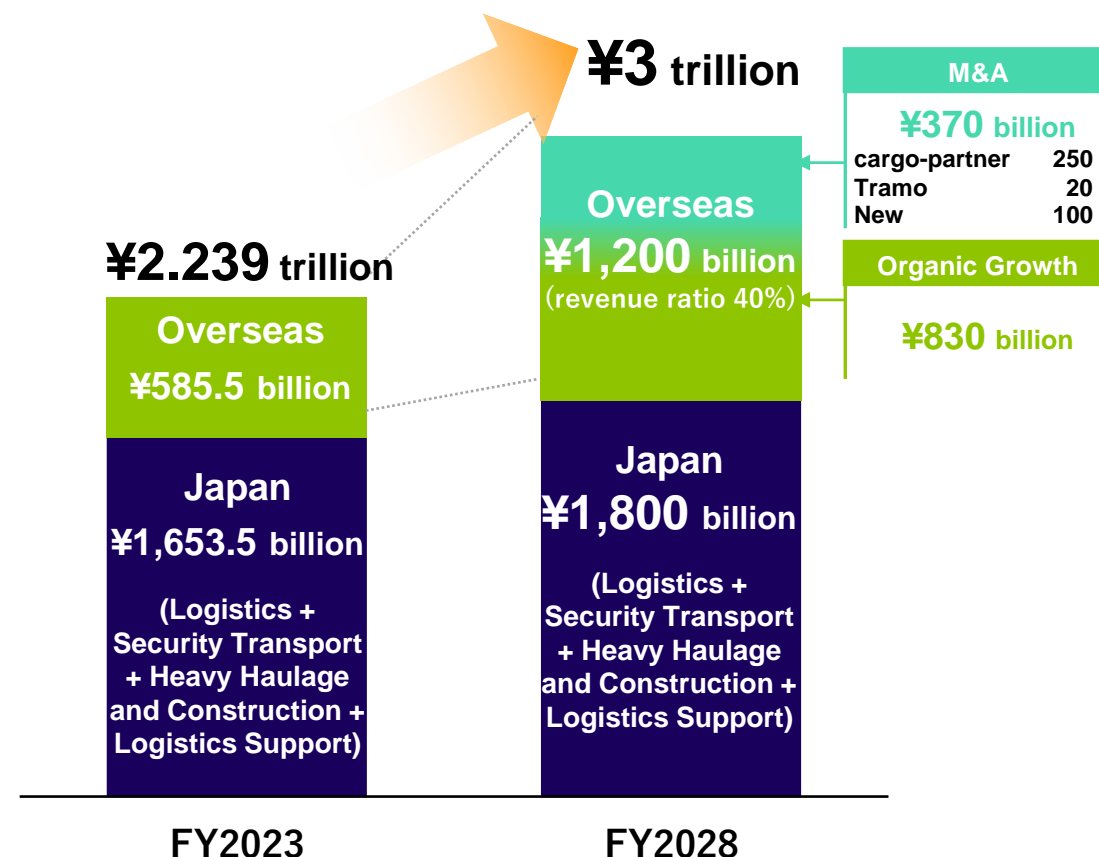 ¥3 trillion
M&A
¥370 billion
cargo-partner 250
Tramo 20
New 100
Overseas
¥1,200 billion
(revenue ratio 40%)
Organic Growth
¥830 billion
¥2.239 trillion
Overseas
¥585.5 billion
Japan
¥1,653.5 billion
(Logistics +
Security Transport
+ Heavy Haulage
and Construction +
Logistics Support)
Japan
¥1,800 billion
(Logistics +
Security Transport
+ Heavy Haulage
and Construction +
Logistics Support)
FY2023
FY2028